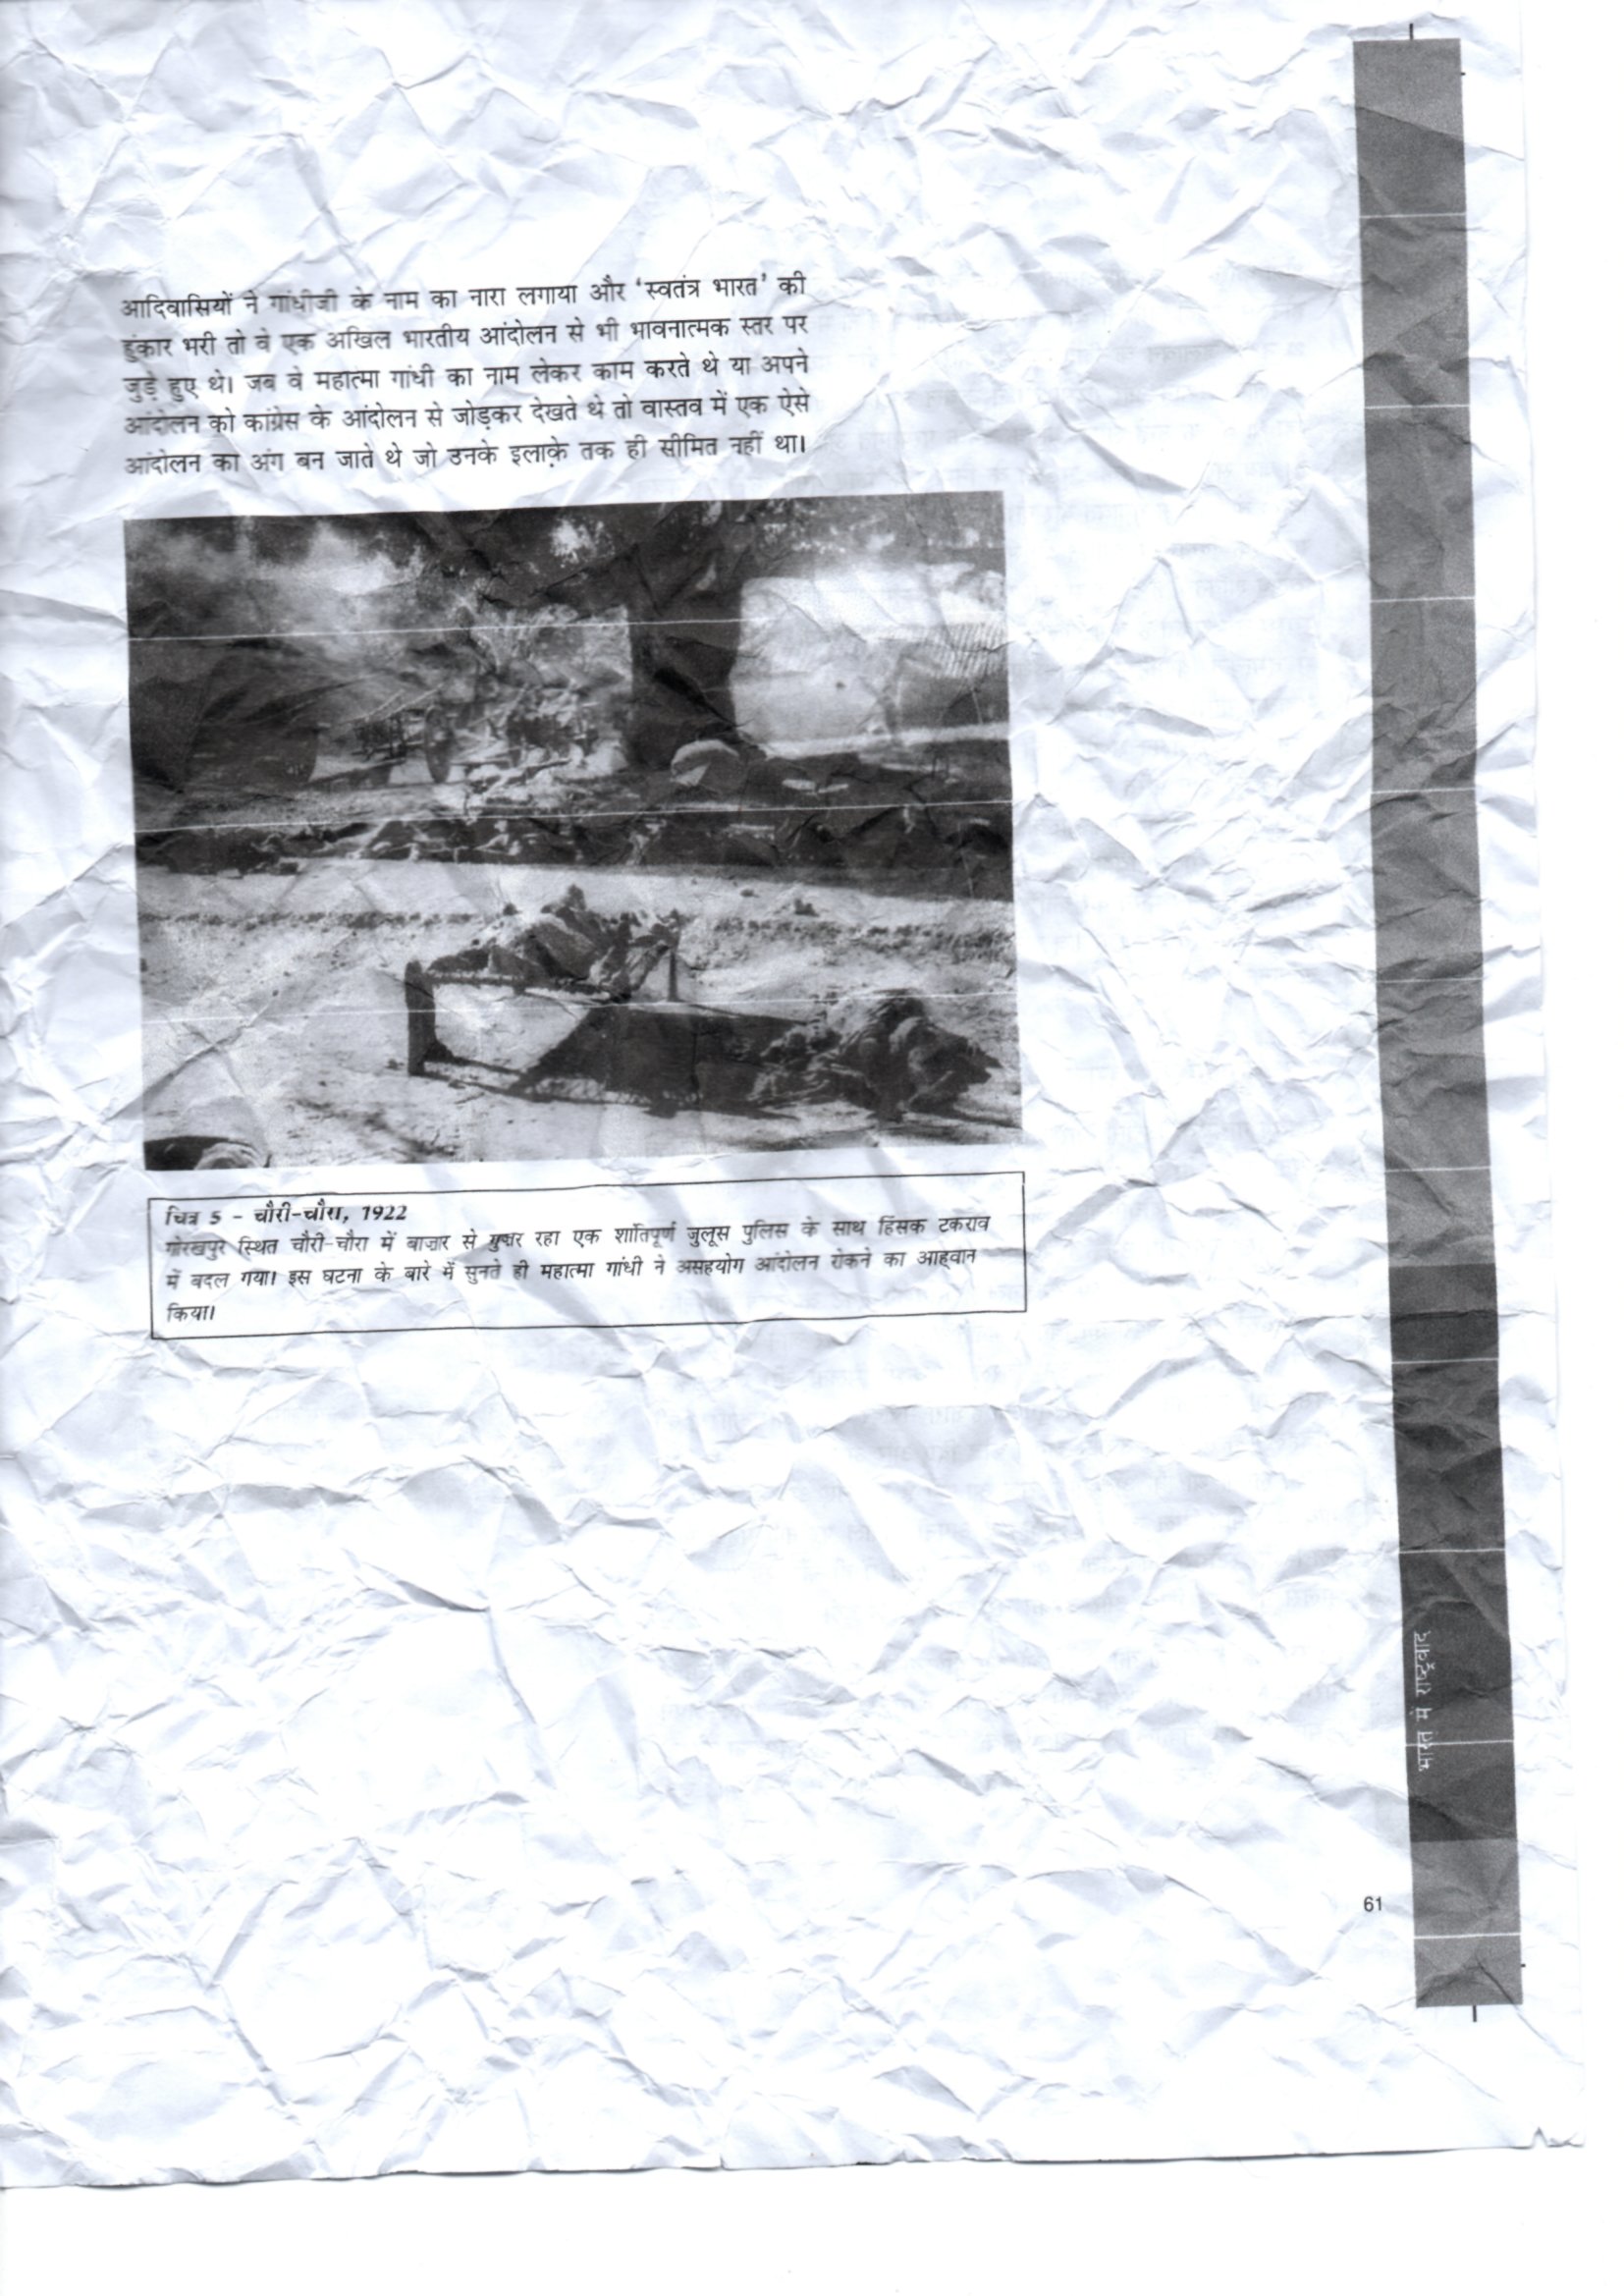 आदिवासियों ने गांधीजी के नाम का नारा लगाया और 'स्वतंत्र भारत' की
हुंकार भरी तो वे एक अखिल भारतीय आंदोलन से भी भावनात्मक स्तर पर
जुड़े हुए थे। जब वे महात्मा गांधी का नाम लेकर काम करते थे या अपने
आंदोलन को कांग्रेस के आंदोलन से जोड़कर देखते थे तो वास्तव में एक ऐसे
आंदोलन का अंग बन जाते थे जो उनके इलाक़े तक ही सीमित नहीं था।
चित्र 5 – चौरी-चौरा, 1922
गोरखपुर स्थित चौरी-चौरा में बाज़ार से गुज़र रहा एक शांतिपूर्ण जुलूस पुलिस के साथ हिंसक टकराव
में बदल गया। इस घटना के बारे में सुनते ही महात्मा गांधी ने असहयोग आंदोलन रोकने का आह्वान
किया।
भारत में राष्ट्रवाद
61